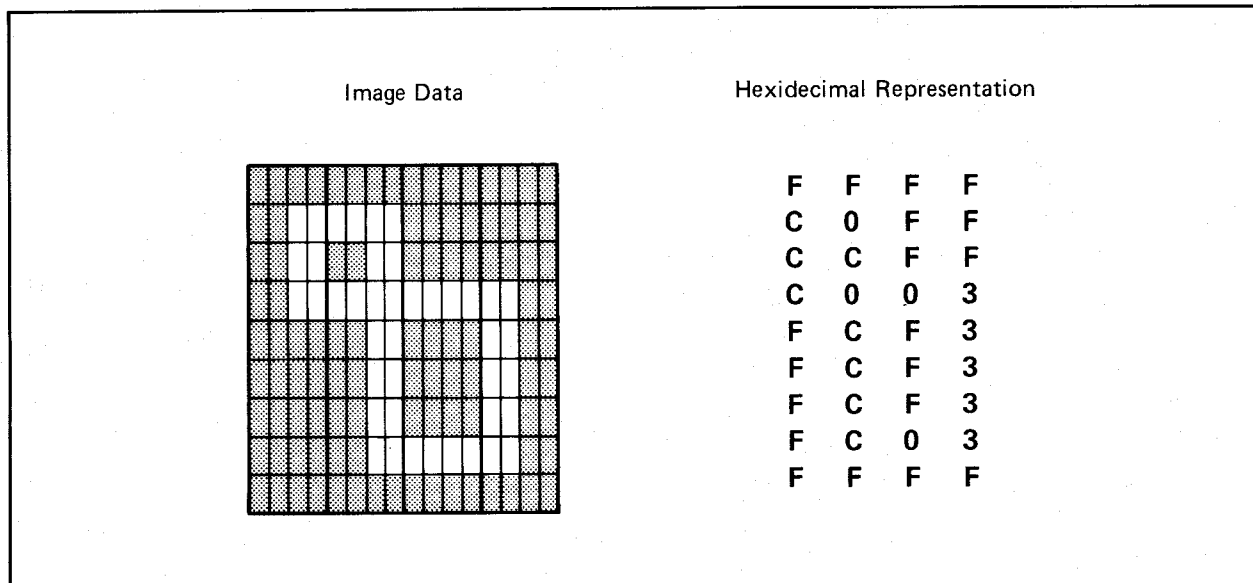 Image Data
Hexidecimal Representation
F F F F
C 0 F F
C C F F
C 0 0 3
F C F 3
F C F 3
F C F 3
F C 0 3
F F F F